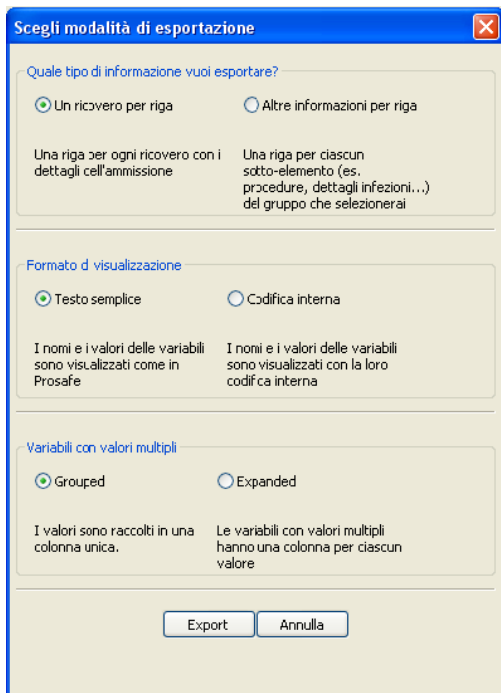 Scegli modalità di esportazione
Quale tipo di informazione vuoi esportare?
Un ricovero per riga
Altre informazioni per riga
Una riga per ogni ricovero con i
dettagli cell'ammissione
Una riga per ciascun
sotto-elemento (es.
procedure, dettagli infezioni...)
del gruppo che selezionerai
Formato d visualizzazione
Testo semplice
Codifica interna
I nomi e i valori delle variabili
sono visualizzati come in
Prosafe
I nomi e i valori delle variabili
sono visualizzati con la loro
codifica interna
Variabili con valori multipli
Grouped
Expanded
I valori sono raccolti in una
colonna unica.
Le variabili con valori multipli
hanno una colonna per ciascun
valore
Export
Annulla